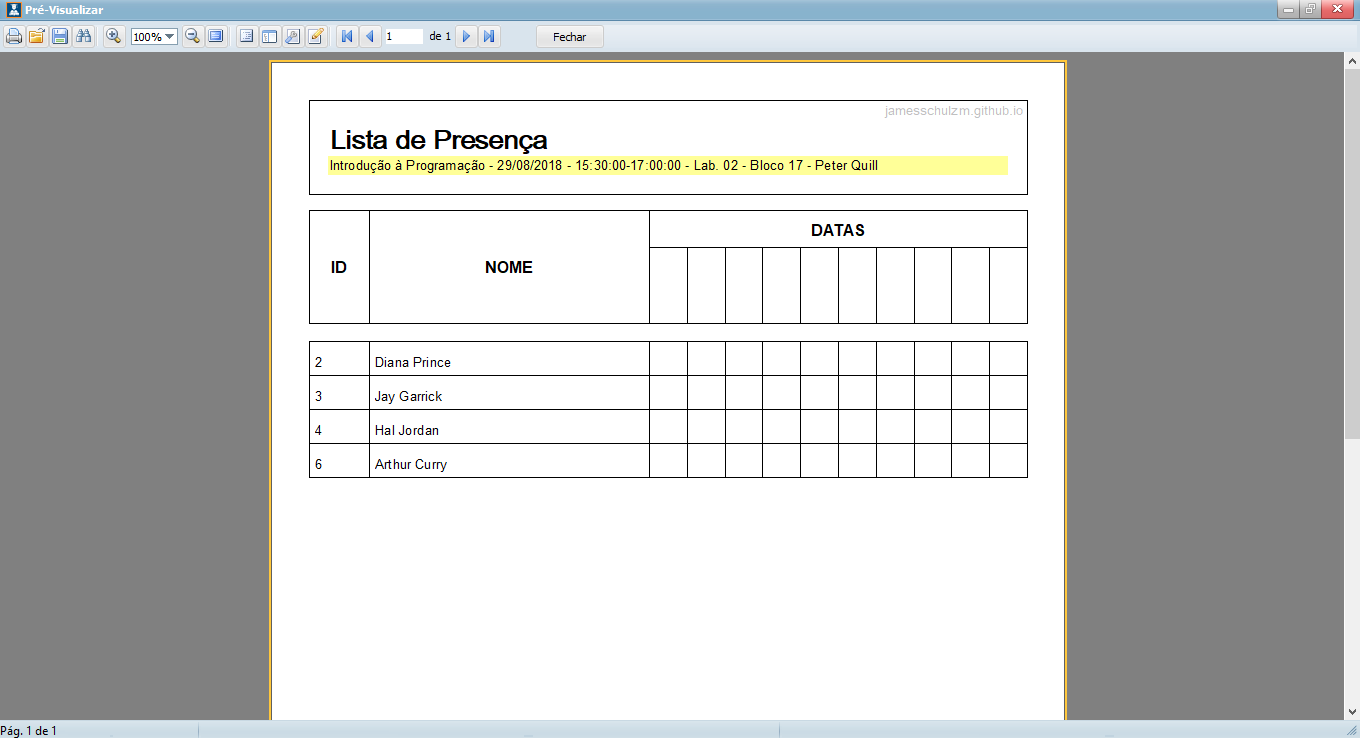 Pré-Visualizar
100% 1 de 1 Fechar
jamesschulzm.github.io
Lista de Presença
Introdução à Programação - 29/08/2018 - 15:30:00-17:00:00 - Lab. 02 - Bloco 17 - Peter Quill
DATAS
ID NOME
2 Diana Prince
3 Jay Garrick
4 Hal Jordan
6 Arthur Curry
Pág. 1 de 1